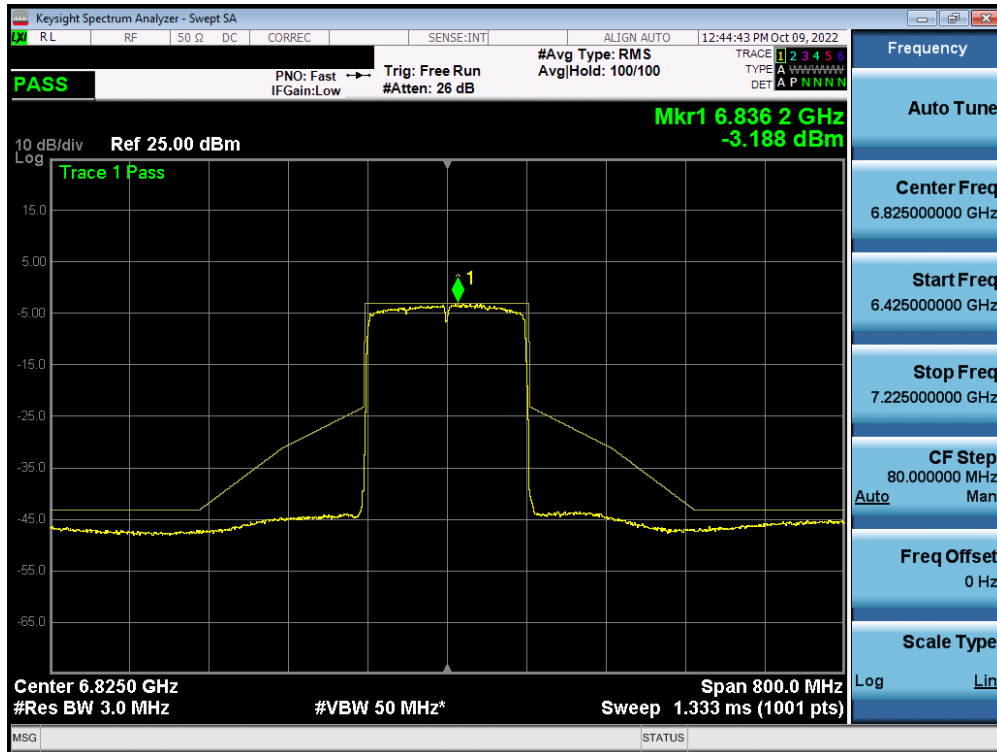 Keysight Spectrum Analyzer - Swept SA
LXI RL RF 50 Ω DC CORREC SENSE:INT ALIGN AUTO 12:44:43 PM Oct 09, 2022
PASS
PNO: Fast
IFGain:Low
Trig: Free Run
#Atten: 26 dB
#Avg Type: RMS
Avg|Hold: 100/100
TRACE 1 2 3 4 5 6
TYPE A WWWWW
DET A P N N N N
Mkr1 6.836 2 GHz
-3.188 dBm
10 dB/div Ref 25.00 dBm
Log
Trace 1 Pass
1
15.0
5.00
-5.00
-15.0
-25.0
-35.0
-45.0
-55.0
-65.0
Center 6.8250 GHz Span 800.0 MHz
#Res BW 3.0 MHz #VBW 50 MHz* Sweep 1.333 ms (1001 pts)
MSG STATUS
Frequency
Auto Tune
Center Freq
6.825000000 GHz
Start Freq
6.425000000 GHz
Stop Freq
7.225000000 GHz
CF Step
80.000000 MHz
Auto Man
Freq Offset
0 Hz
Scale Type
Log Lin